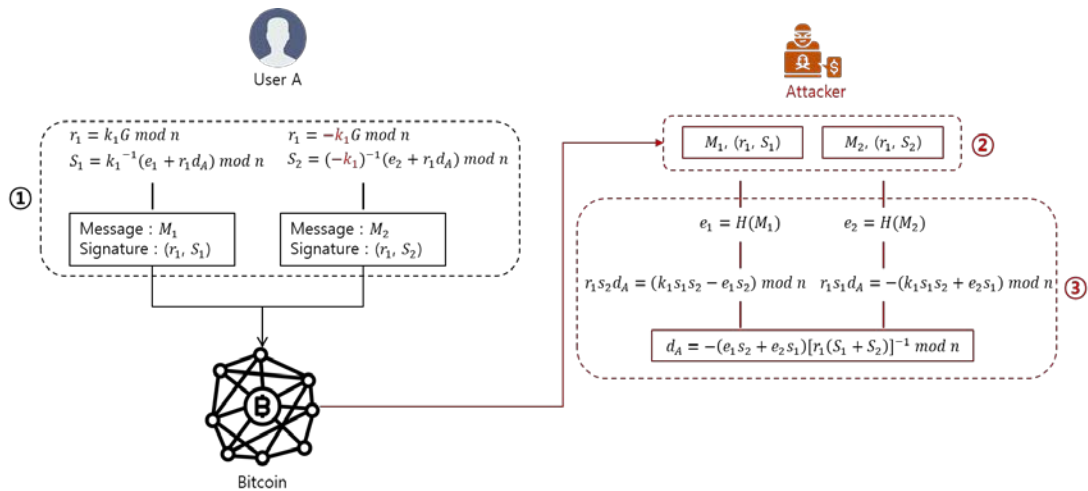 User A
Attacker
r₁ = k₁G mod n
S₁ = k₁⁻¹(e₁ + r₁d_A) mod n
r₁ = −k₁G mod n
S₂ = (−k₁)⁻¹(e₂ + r₁d_A) mod n
①
Message : M₁
Signature : (r₁, S₁)
Message : M₂
Signature : (r₁, S₂)
Bitcoin
M₁, (r₁, S₁)
M₂, (r₁, S₂)
②
e₁ = H(M₁)
e₂ = H(M₂)
r₁s₂d_A = (k₁s₁s₂ − e₁s₂) mod n
r₁s₁d_A = −(k₁s₁s₂ + e₂s₁) mod n
③
d_A = −(e₁s₂ + e₂s₁)[r₁(S₁ + S₂)]⁻¹ mod n